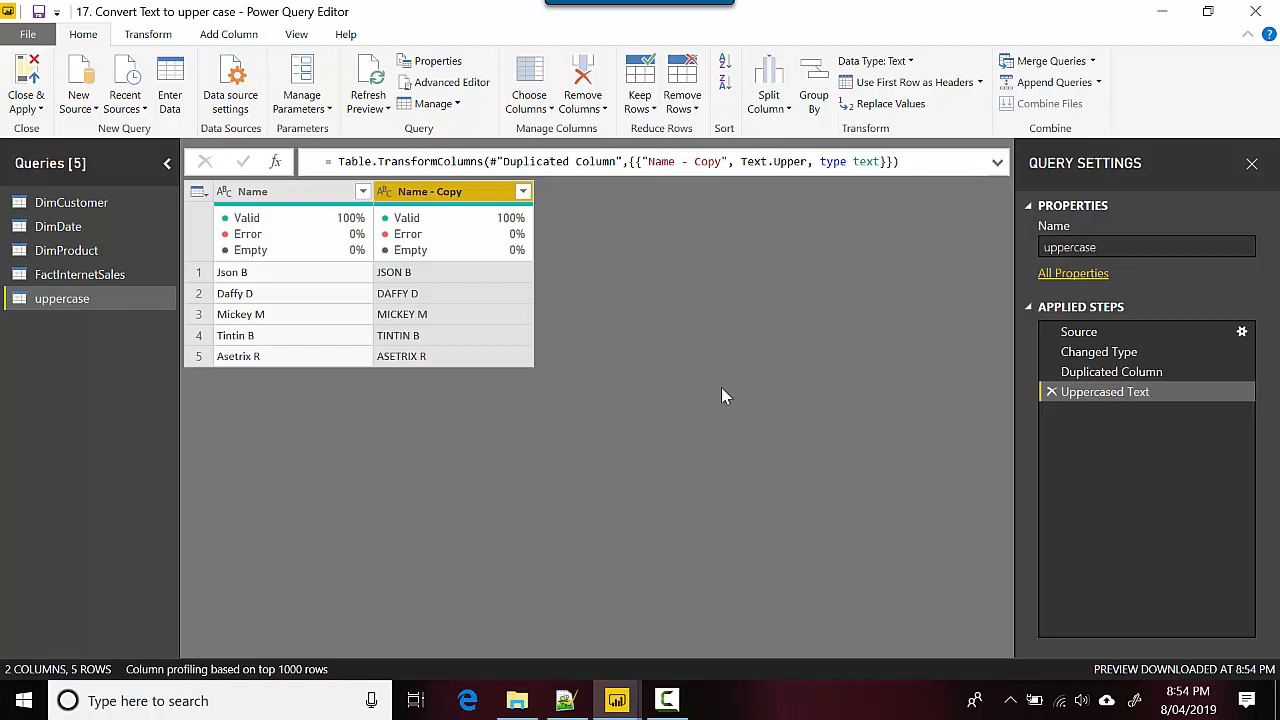 17. Convert Text to upper case - Power Query Editor
File Home Transform Add Column View Help
Close & Apply
New Source
Recent Sources
Enter Data
Data source settings
Manage Parameters
Refresh Preview
Properties
Advanced Editor
Manage
Choose Columns
Remove Columns
Keep Rows
Remove Rows
Split Column
Group By
Data Type: Text
Use First Row as Headers
Replace Values
Merge Queries
Append Queries
Combine Files
Close New Query Data Sources Parameters Query Manage Columns Reduce Rows Sort Transform Combine
Queries [5]
DimCustomer
DimDate
DimProduct
FactInternetSales
uppercase
fx = Table.TransformColumns(#"Duplicated Column",{{"Name - Copy", Text.Upper, type text}})
ABC Name ABC Name - Copy
Valid 100% Valid 100%
Error 0% Error 0%
Empty 0% Empty 0%
1 Json B JSON B
2 Daffy D DAFFY D
3 Mickey M MICKEY M
4 Tintin B TINTIN B
5 Asetrix R ASETRIX R
QUERY SETTINGS
PROPERTIES
Name
uppercase
All Properties
APPLIED STEPS
Source
Changed Type
Duplicated Column
Uppercased Text
2 COLUMNS, 5 ROWS Column profiling based on top 1000 rows PREVIEW DOWNLOADED AT 8:54 PM
Type here to search
8:54 PM
8/04/2019